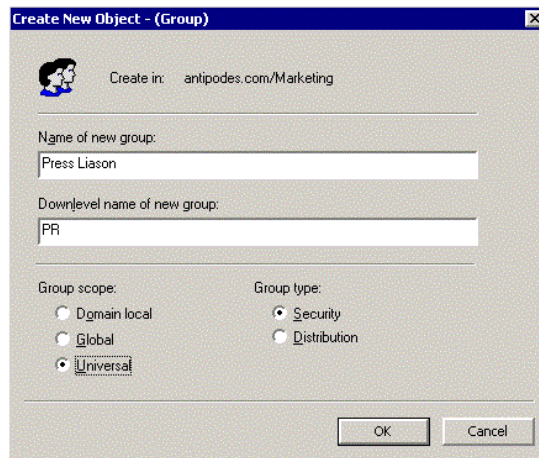 Create New Object - (Group)
Create in: antipodes.com/Marketing
Name of new group:
Press Liason
Downlevel name of new group:
PR
Group scope:
Group type:
Domain local
Security
Global
Distribution
Universal
OK
Cancel